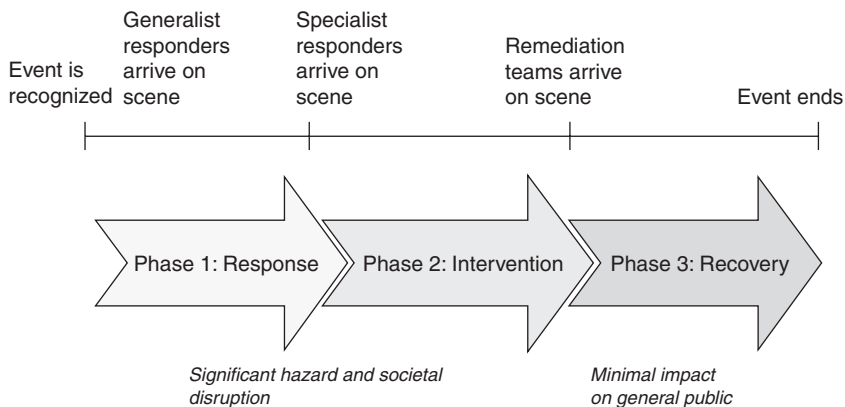 Event is
recognized
Generalist
responders
arrive on
scene
Specialist
responders
arrive on
scene
Remediation
teams arrive
on scene
Event ends
Phase 1: Response
Phase 2: Intervention
Phase 3: Recovery
Significant hazard and societal
disruption
Minimal impact
on general public